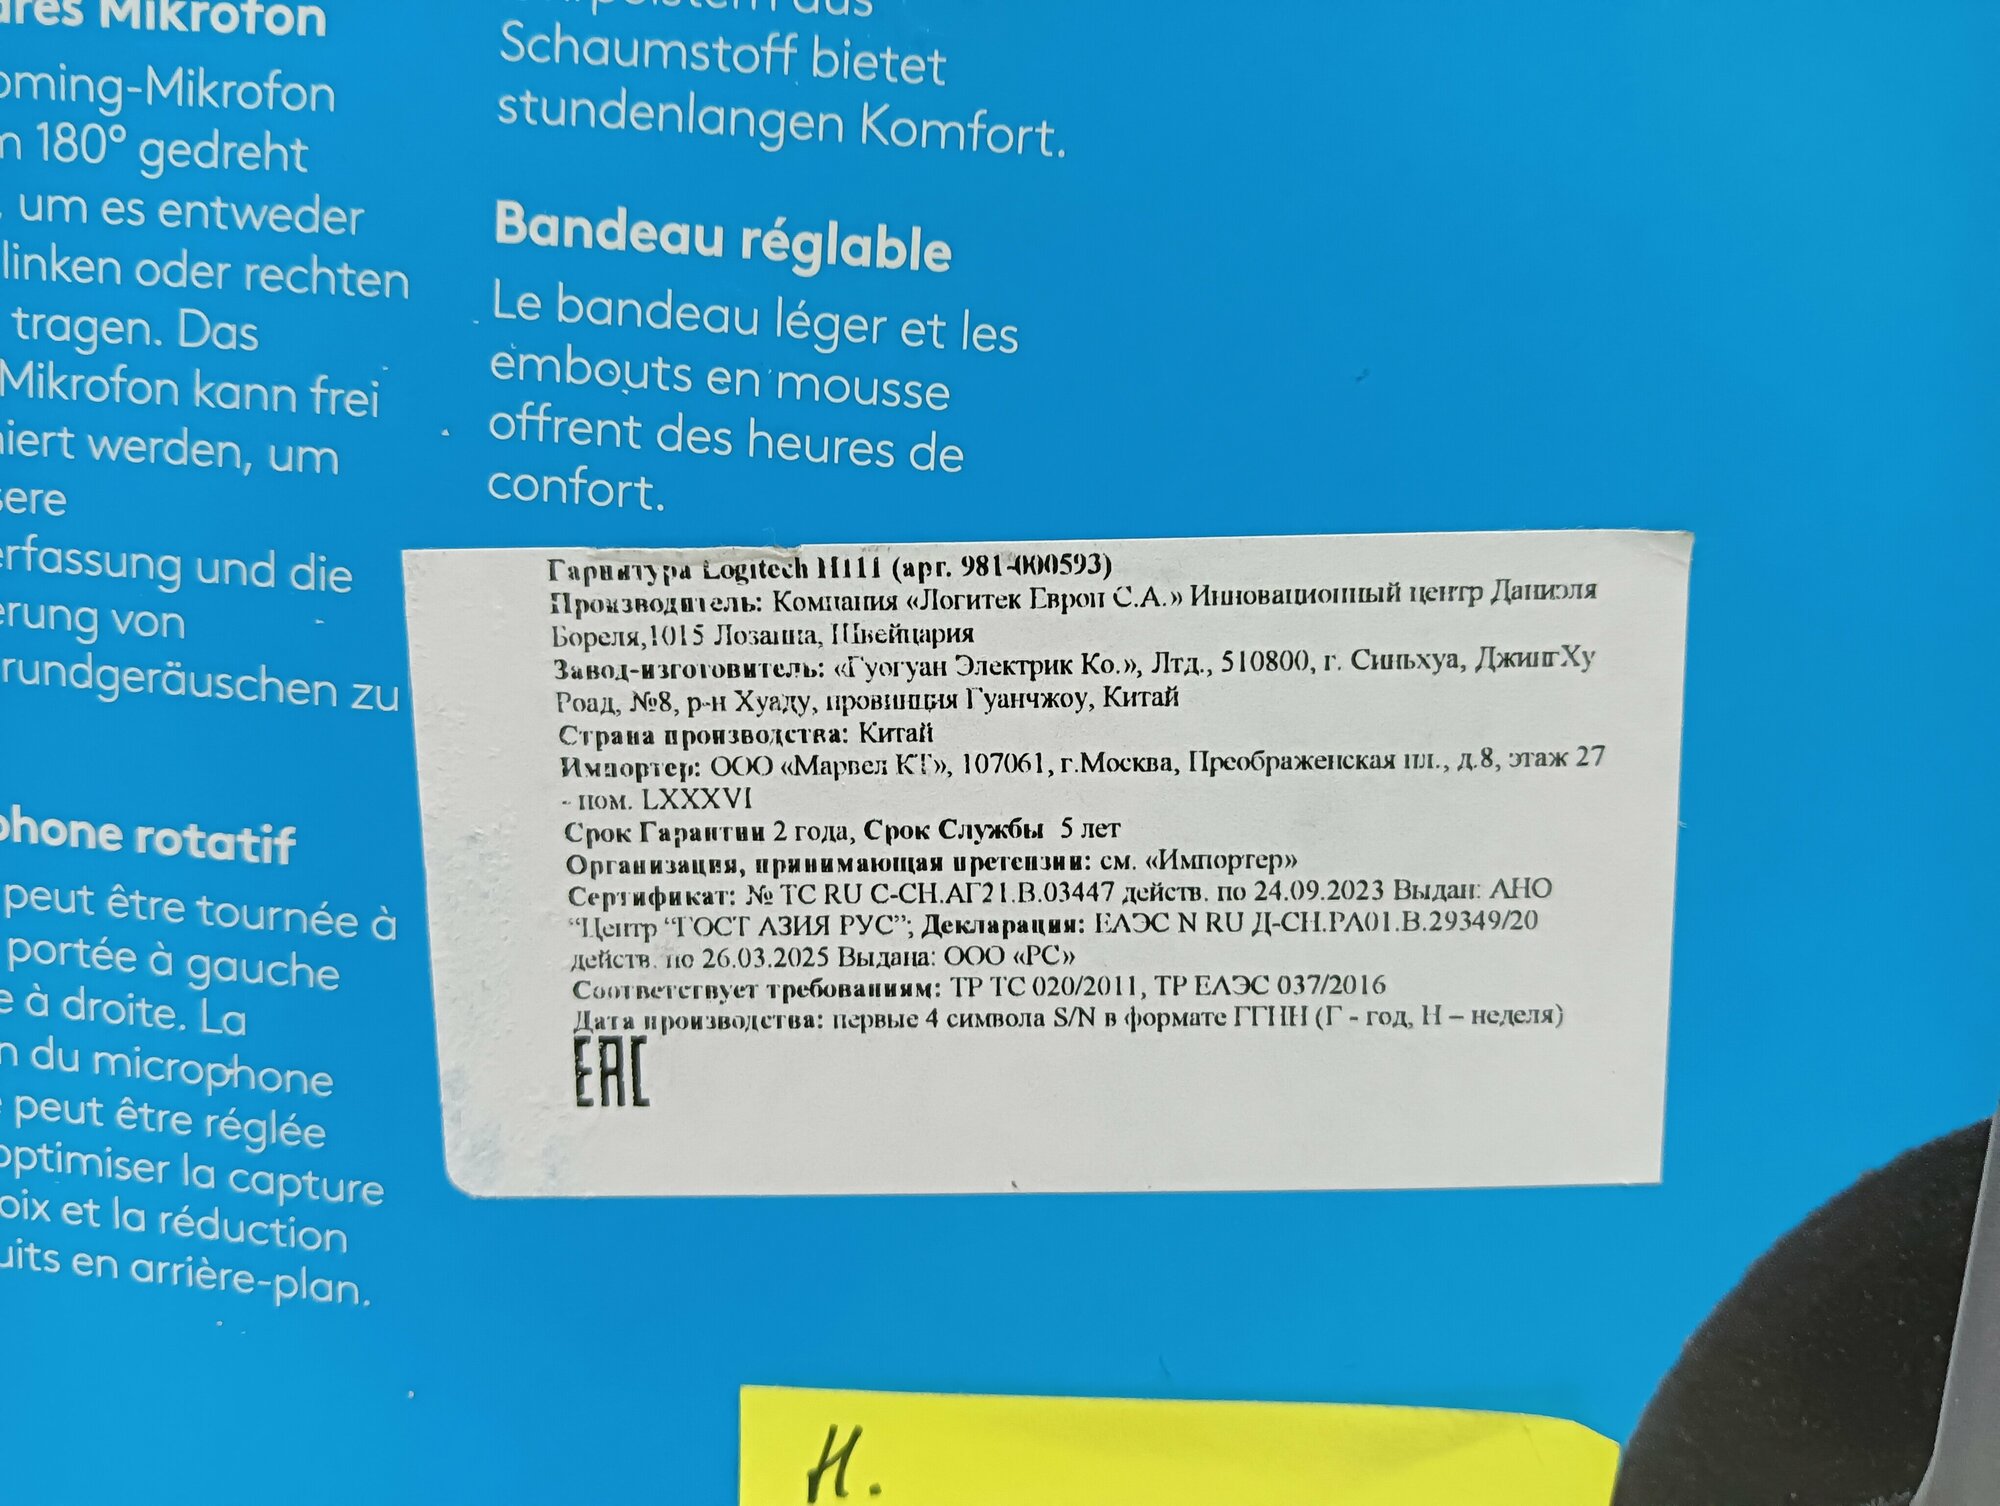 Mikrofon
oming-Mikrofon
180° gedreht
, um es entweder
linken oder rechten
tragen. Das
Mikrofon kann frei
iert werden, um
sere
erfassung und die
erung von
rundgeräuschen zu
phone rotatif
peut être tournée à
portée à gauche
e à droite. La
n du microphone
peut être réglée
optimiser la capture
oix et la réduction
uits en arrière-plan.
aus
Schaumstoff bietet
stundenlangen Komfort.
Bandeau réglable
Le bandeau léger et les
embouts en mousse
offrent des heures de
confort.
Гарнитура Logitech H111 (арт. 981-000593)
Производитель: Компания «Логитек Европ С.А.» Инновационный центр Даниэля
Бореля,1015 Лозанна, Швейцария
Завод-изготовитель: «Гуогуан Электрик Ко.», Лтд., 510800, г. Синьхуа, ДжингХу
Роад, №8, р-н Хуаду, провинция Гуанчжоу, Китай
Страна производства: Китай
Импортер: ООО «Марвел КТ», 107061, г.Москва, Преображенская пл., д.8, этаж 27
- пом. LXXXVI
Срок Гарантии 2 года, Срок Службы 5 лет
Организация, принимающая претензии: см. «Импортер»
Сертификат: № ТС RU С-СН.АГ21.В.03447 действ. по 24.09.2023 Выдан: АНО
“Центр “ГОСТ АЗИЯ РУС”; Декларация: ЕАЭС N RU Д-СН.РА01.В.29349/20
действ. по 26.03.2025 Выдана: ООО «РС»
Соответствует требованиям: ТР ТС 020/2011, ТР ЕАЭС 037/2016
Дата производства: первые 4 символа S/N в формате ГГНН (Г - год, Н – неделя)
EAC
Н.